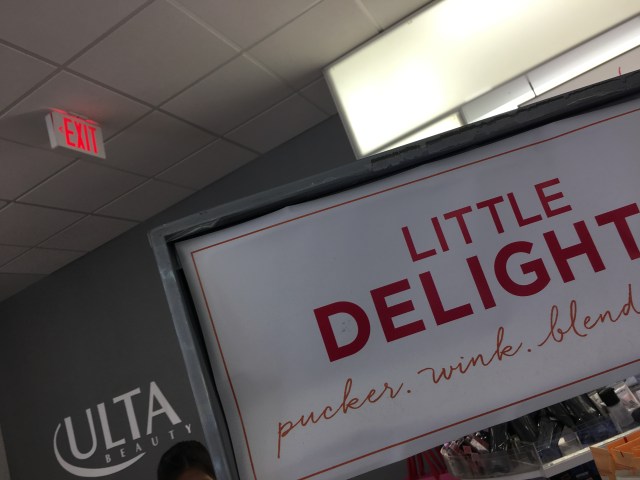 EXIT
LITTLE
DELIGHT
pucker. wink. blend
ULTA
BEAUTY